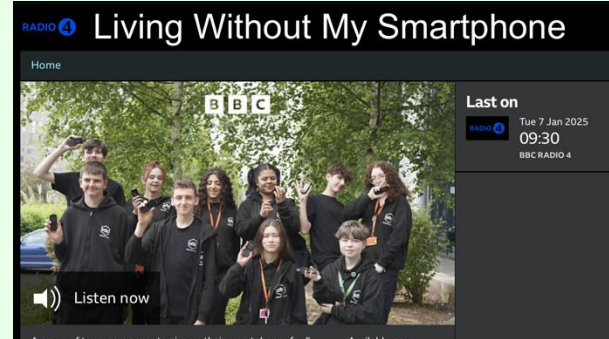 RADIO 4 Living Without My Smartphone
Home
BBC
Last on
RADIO 4
Tue 7 Jan 2025
09:30
BBC RADIO 4
Listen now